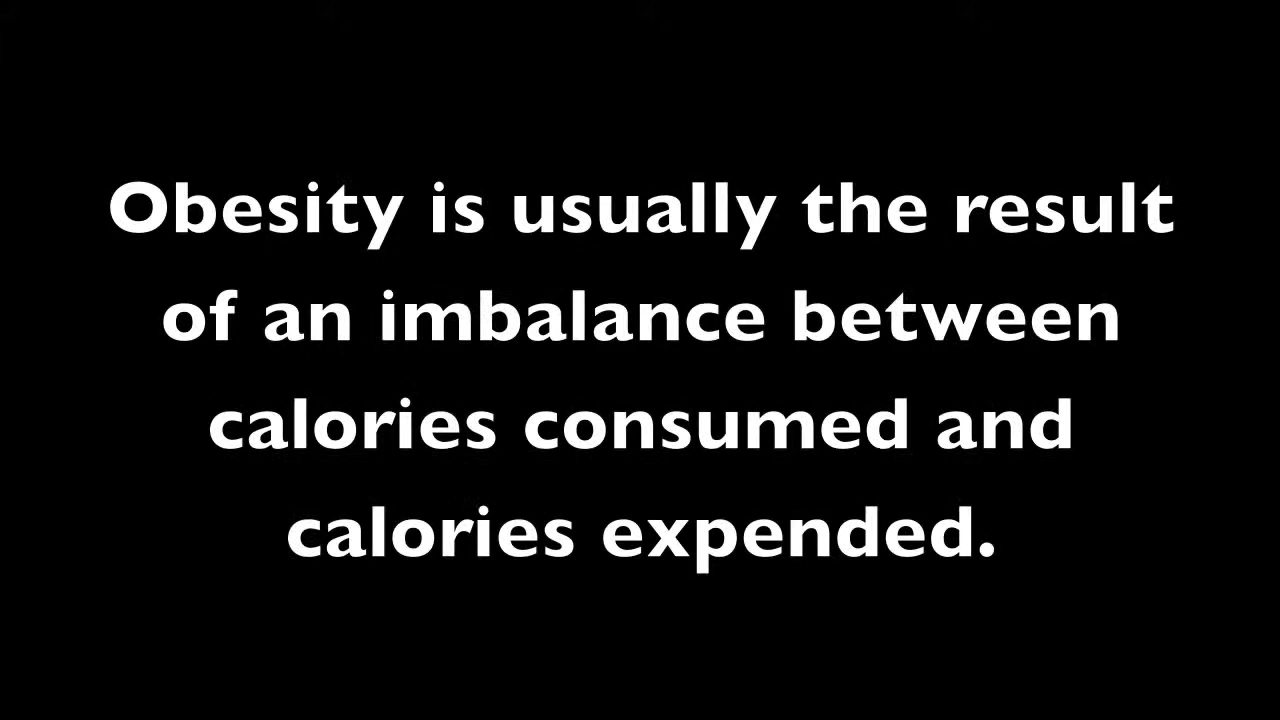 Obesity is usually the result
of an imbalance between
calories consumed and
calories expended.